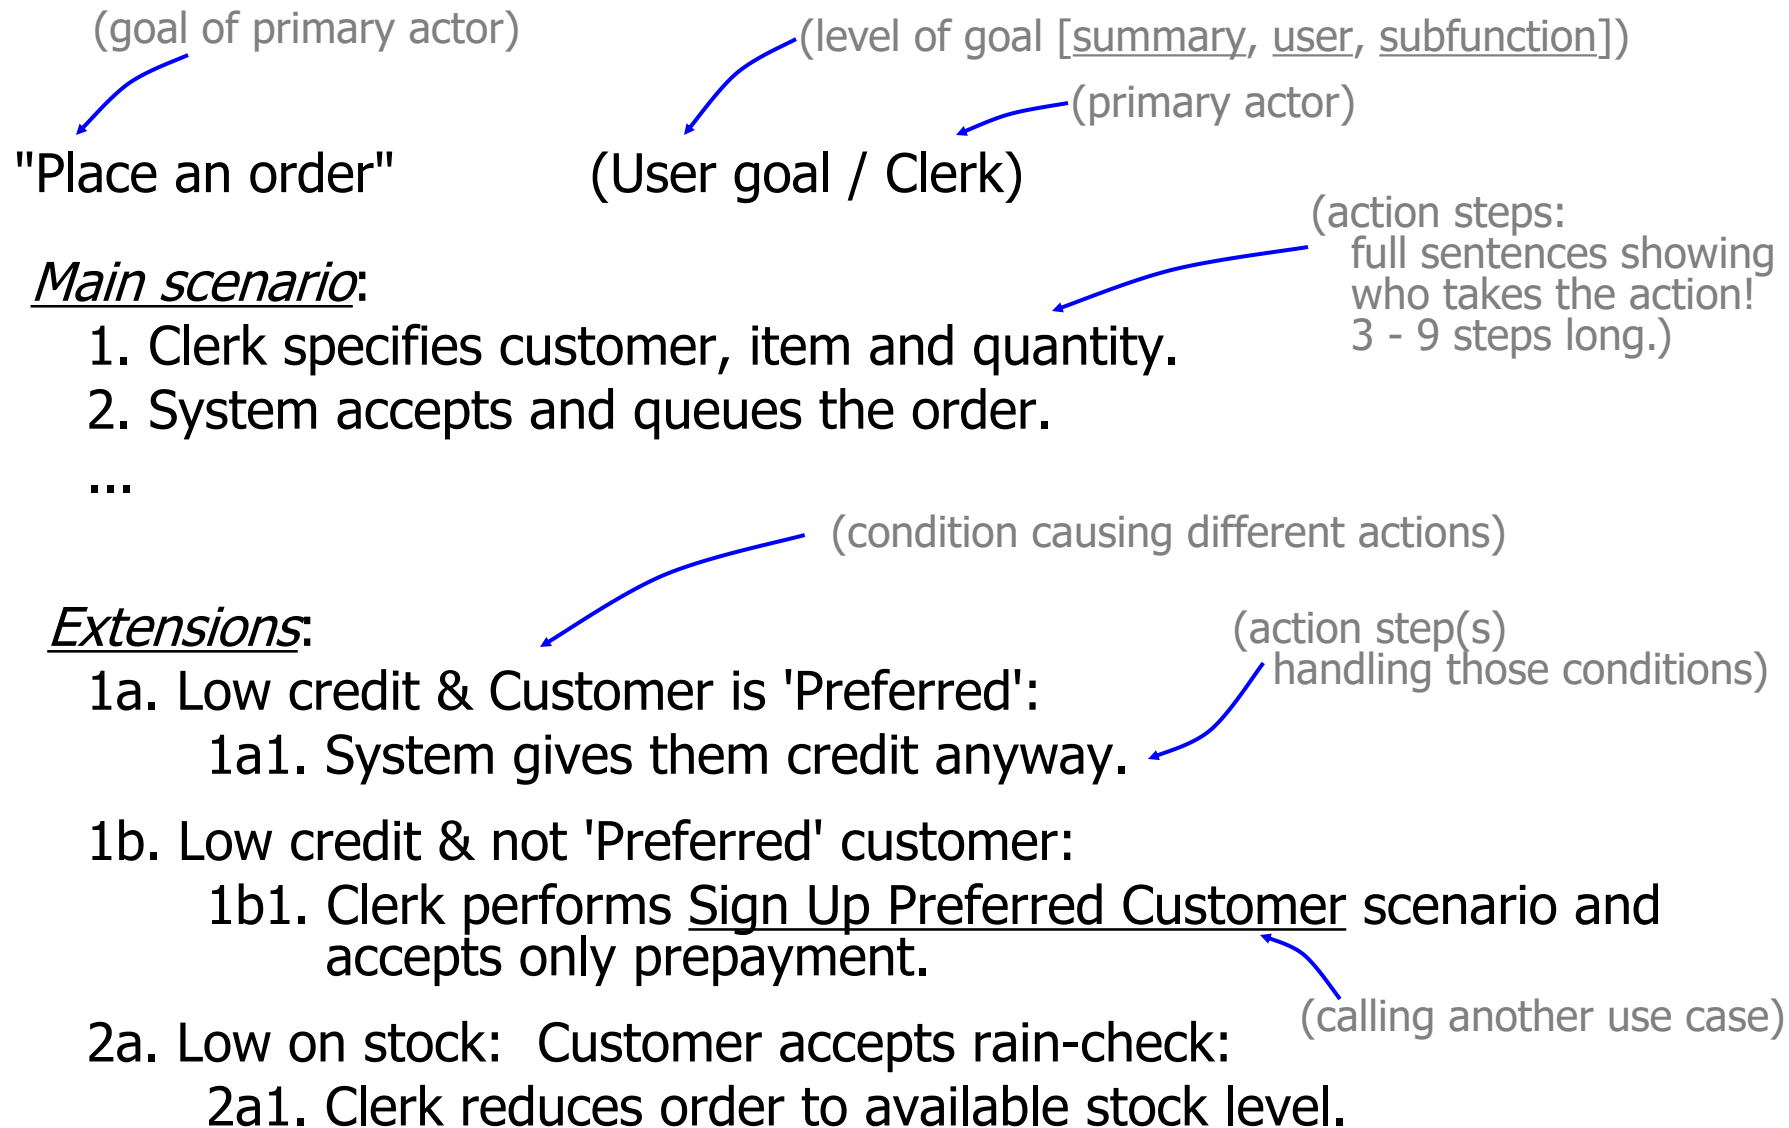 (goal of primary actor)
(level of goal [summary, user, subfunction])
(primary actor)
"Place an order" (User goal / Clerk)
(action steps:
full sentences showing
who takes the action!
3 - 9 steps long.)
Main scenario:
1. Clerk specifies customer, item and quantity.
2. System accepts and queues the order.
...
(condition causing different actions)
Extensions:
(action step(s)
handling those conditions)
1a. Low credit & Customer is 'Preferred':
1a1. System gives them credit anyway.
1b. Low credit & not 'Preferred' customer:
1b1. Clerk performs Sign Up Preferred Customer scenario and
accepts only prepayment.
(calling another use case)
2a. Low on stock:  Customer accepts rain-check:
2a1. Clerk reduces order to available stock level.